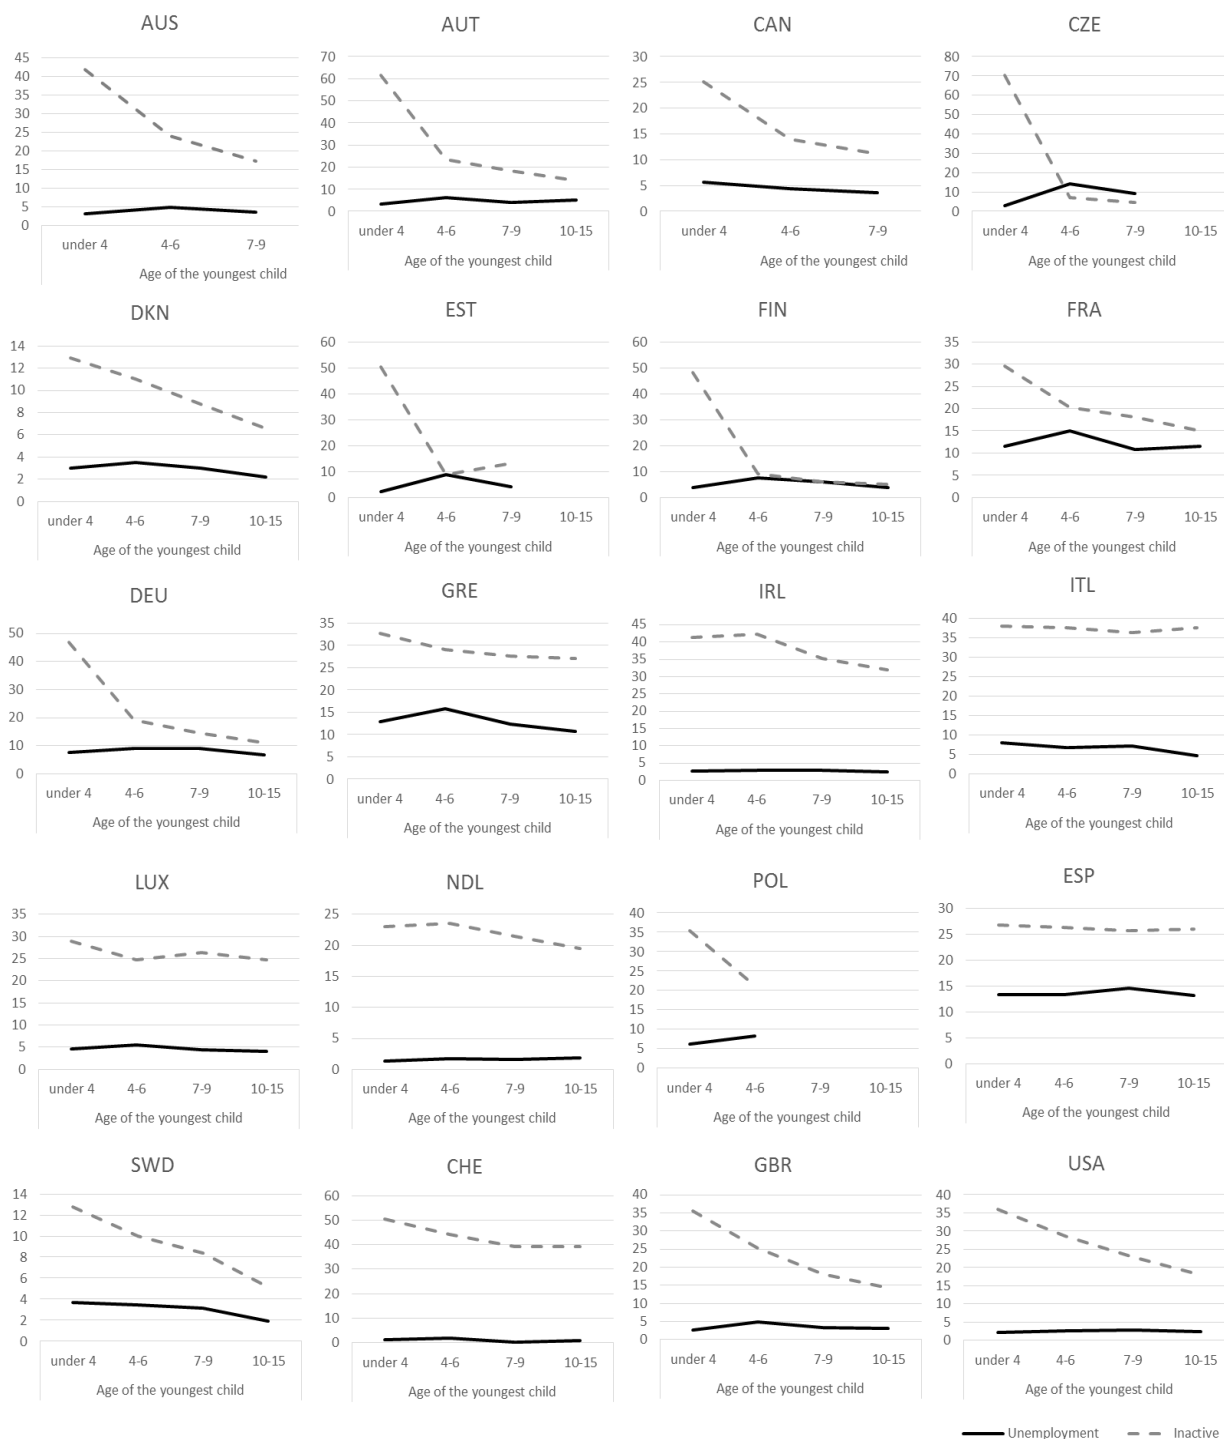 AUS
45
40
35
30
25
20
15
10
5
0
under 4 4-6 7-9
Age of the youngest child
AUT
70
60
50
40
30
20
10
0
under 4 4-6 7-9 10-15
Age of the youngest child
CAN
30
25
20
15
10
5
0
under 4 4-6 7-9
Age of the youngest child
CZE
80
70
60
50
40
30
20
10
0
under 4 4-6 7-9 10-15
Age of the youngest child
DKN
14
12
10
8
6
4
2
0
under 4 4-6 7-9 10-15
Age of the youngest child
EST
60
50
40
30
20
10
0
under 4 4-6 7-9 10-15
Age of the youngest child
FIN
60
50
40
30
20
10
0
under 4 4-6 7-9 10-15
Age of the youngest child
FRA
35
30
25
20
15
10
5
0
under 4 4-6 7-9 10-15
Age of the youngest child
DEU
50
40
30
20
10
0
under 4 4-6 7-9 10-15
Age of the youngest child
GRE
35
30
25
20
15
10
5
0
under 4 4-6 7-9 10-15
Age of the youngest child
IRL
45
40
35
30
25
20
15
10
5
0
under 4 4-6 7-9 10-15
Age of the youngest child
ITL
40
35
30
25
20
15
10
5
0
under 4 4-6 7-9 10-15
Age of the youngest child
LUX
35
30
25
20
15
10
5
0
under 4 4-6 7-9 10-15
Age of the youngest child
NDL
25
20
15
10
5
0
under 4 4-6 7-9 10-15
Age of the youngest child
POL
40
35
30
25
20
15
10
5
0
under 4 4-6 7-9 10-15
Age of the youngest child
ESP
30
25
20
15
10
5
0
under 4 4-6 7-9 10-15
Age of the youngest child
SWD
14
12
10
8
6
4
2
0
under 4 4-6 7-9 10-15
Age of the youngest child
CHE
60
50
40
30
20
10
0
under 4 4-6 7-9 10-15
Age of the youngest child
GBR
40
35
30
25
20
15
10
5
0
under 4 4-6 7-9 10-15
Age of the youngest child
USA
40
35
30
25
20
15
10
5
0
under 4 4-6 7-9 10-15
Age of the youngest child
Unemployment Inactive